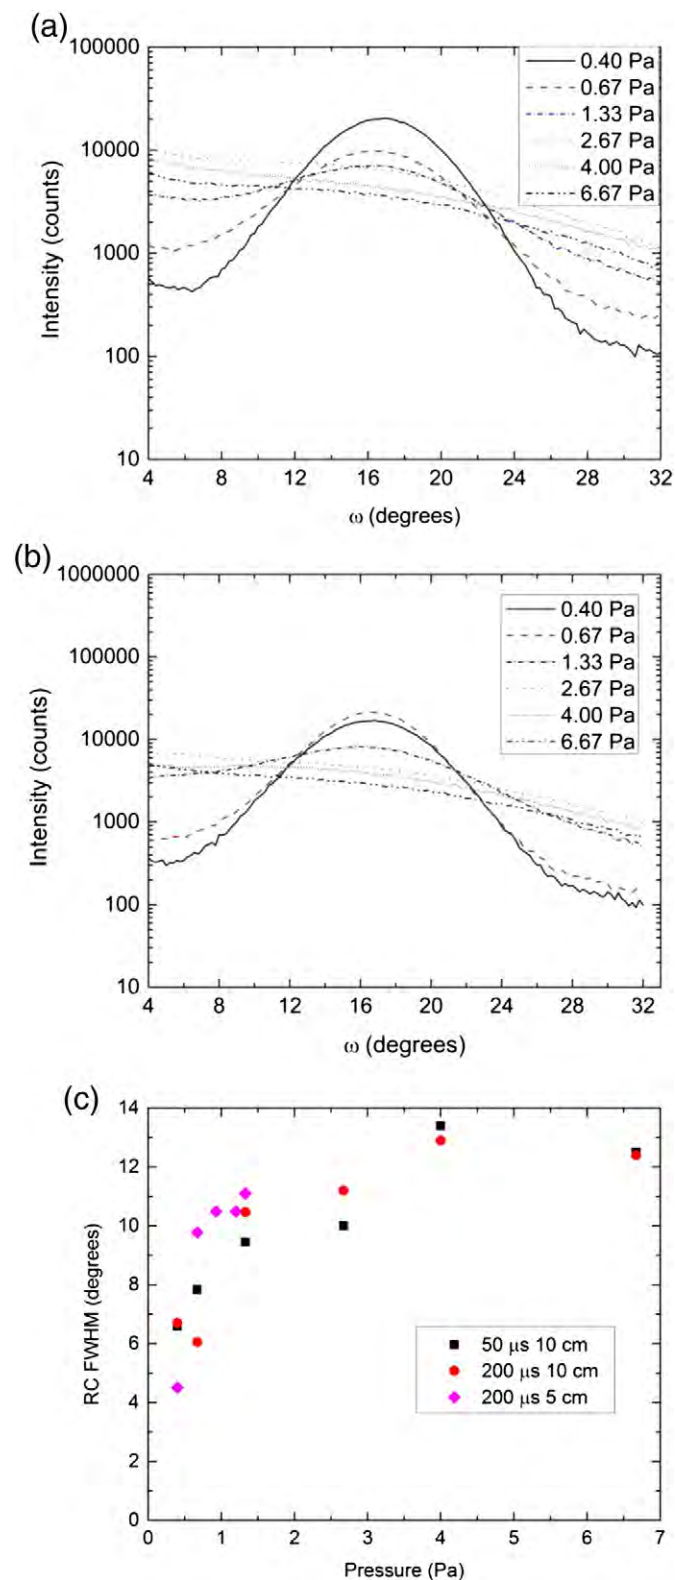 (a)
100000
10000
1000
100
10
Intensity (counts)
4 8 12 16 20 24 28 32
ω (degrees)
0.40 Pa
0.67 Pa
1.33 Pa
2.67 Pa
4.00 Pa
6.67 Pa
(b)
1000000
100000
10000
1000
100
10
Intensity (counts)
4 8 12 16 20 24 28 32
ω (degrees)
0.40 Pa
0.67 Pa
1.33 Pa
2.67 Pa
4.00 Pa
6.67 Pa
(c)
14
12
10
8
6
4
2
0
RC FWHM (degrees)
0 1 2 3 4 5 6 7
Pressure (Pa)
50 μs 10 cm
200 μs 10 cm
200 μs 5 cm